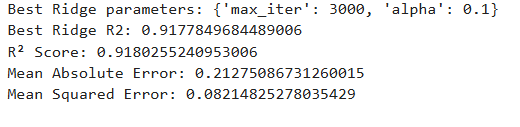 Best Ridge parameters: {'max_iter': 3000, 'alpha': 0.1}
Best Ridge R2: 0.9177849684489006
R² Score: 0.9180255240953006
Mean Absolute Error: 0.21275086731260015
Mean Squared Error: 0.08214825278035429